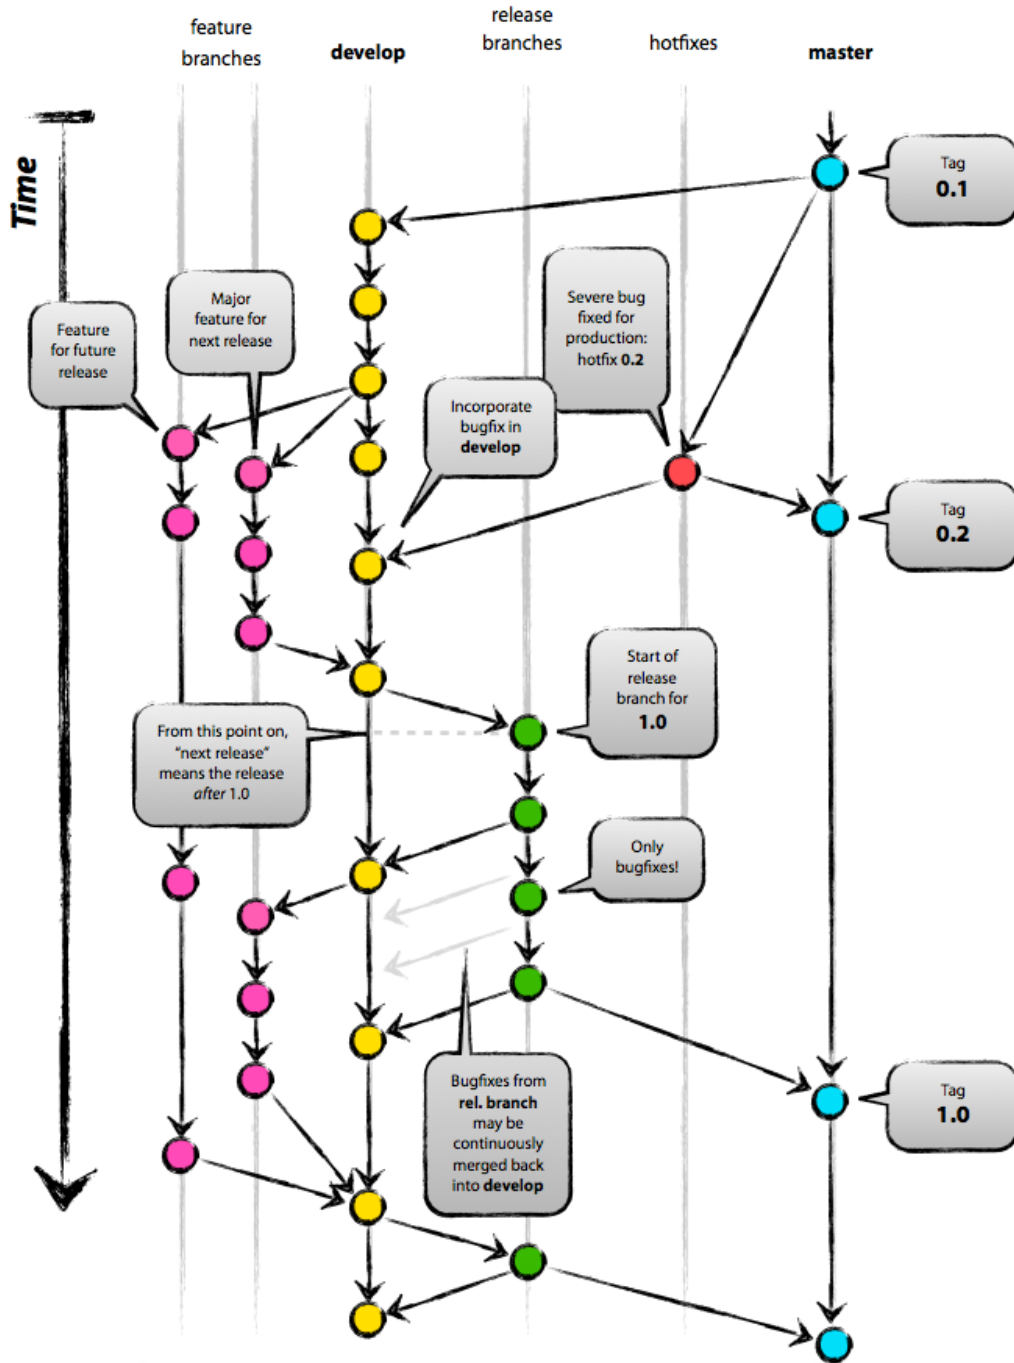 feature
branches
develop
release
branches
hotfixes
master
Time
Tag
0.1
Severe bug
fixed for
production:
hotfix 0.2
Major
feature for
next release
Feature
for future
release
Incorporate
bugfix in
develop
Tag
0.2
Start of
release
branch for
1.0
From this point on,
“next release”
means the release
after 1.0
Only
bugfixes!
Bugfixes from
rel. branch
may be
continuously
merged back
into develop
Tag
1.0